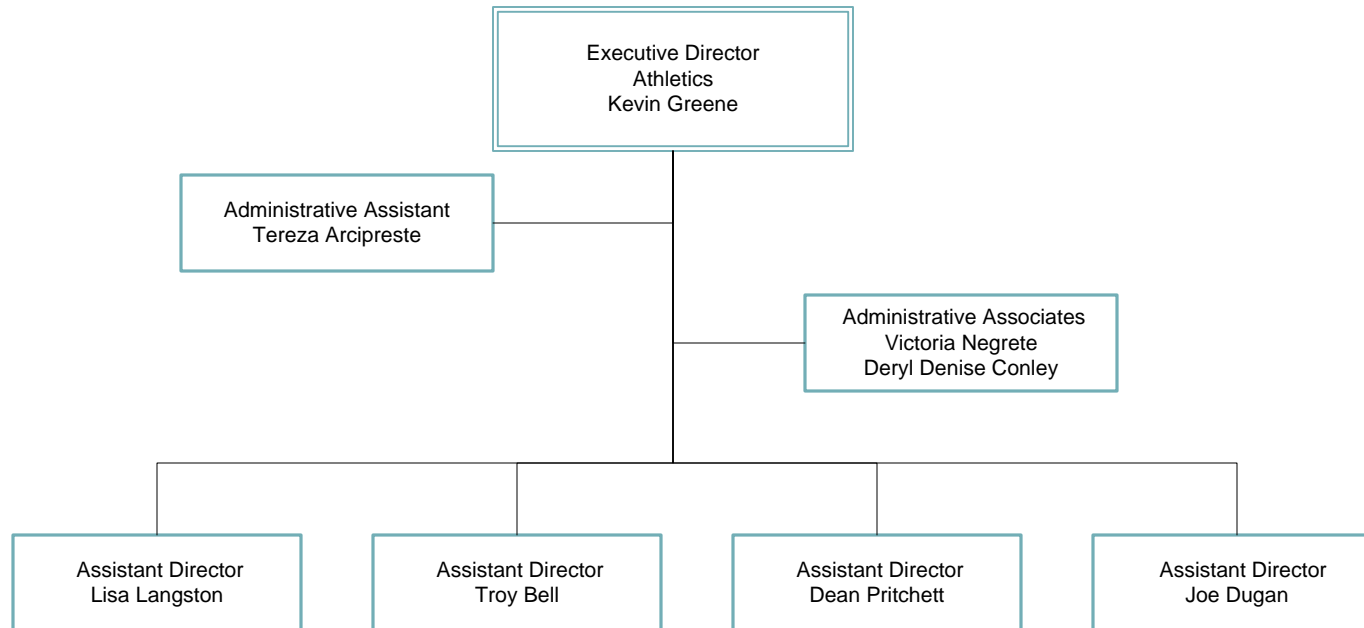 Executive Director
Athletics
Kevin Greene
Administrative Assistant
Tereza Arcipreste
Administrative Associates
Victoria Negrete
Deryl Denise Conley
Assistant Director
Lisa Langston
Assistant Director
Troy Bell
Assistant Director
Dean Pritchett
Assistant Director
Joe Dugan